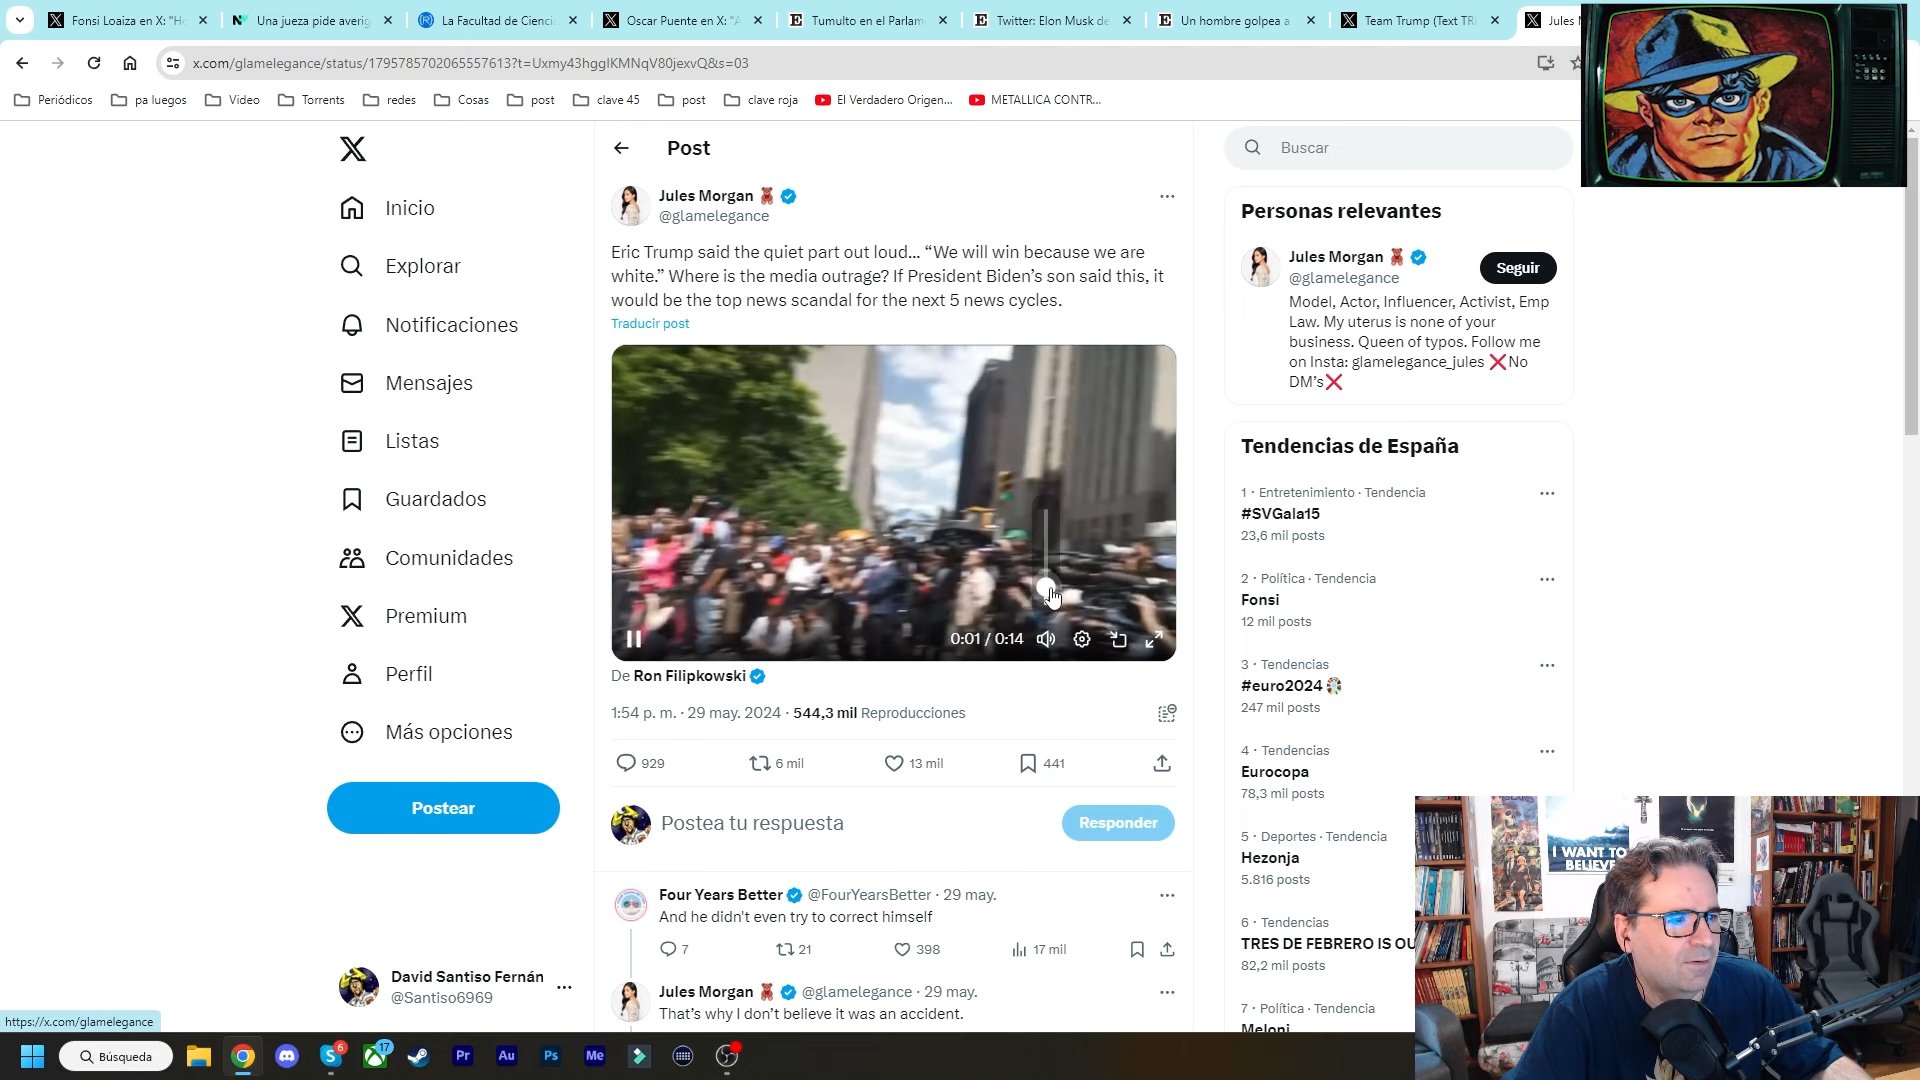 Fonsi Loaiza en X: "Ho
Una jueza pide averig
La Facultad de Cienci
Oscar Puente en X: "A
Tumulto en el Parlam
Twitter: Elon Musk de
Un hombre golpea a
Team Trump (Text TR
Jules M
x.com/glamelegance/status/1795785702065557613?t=Uxmy43hgglKMNqV80jexvQ&s=03
Periódicos
pa luegos
Video
Torrents
redes
Cosas
post
clave 45
post
clave roja
El Verdadero Origen...
METALLICA CONTR...
Inicio
Explorar
Notificaciones
Mensajes
Listas
Guardados
Comunidades
Premium
Perfil
Más opciones
Postear
David Santiso Fernán
@Santiso6969
https://x.com/glamelegance
Post
Jules Morgan
@glamelegance
Eric Trump said the quiet part out loud... “We will win because we are
white.” Where is the media outrage? If President Biden’s son said this, it
would be the top news scandal for the next 5 news cycles.
Traducir post
0:01 / 0:14
De Ron Filipkowski
1:54 p. m. · 29 may. 2024 · 544,3 mil Reproducciones
929
6 mil
13 mil
441
Postea tu respuesta
Responder
Four Years Better @FourYearsBetter · 29 may.
And he didn't even try to correct himself
7
21
398
17 mil
Jules Morgan @glamelegance · 29 may.
That’s why I don’t believe it was an accident.
Buscar
Personas relevantes
Jules Morgan
@glamelegance
Seguir
Model, Actor, Influencer, Activist, Emp
Law. My uterus is none of your
business. Queen of typos. Follow me
on Insta: glamelegance_jules ❌No
DM’s❌
Tendencias de España
1 · Entretenimiento · Tendencia
#SVGala15
23,6 mil posts
2 · Política · Tendencia
Fonsi
12 mil posts
3 · Tendencias
#euro2024
247 mil posts
4 · Tendencias
Eurocopa
78,3 mil posts
5 · Deportes · Tendencia
Hezonja
5.816 posts
6 · Tendencias
TRES DE FEBRERO IS OU
82,2 mil posts
7 · Política · Tendencia
Meloni
I WANT TO
BELIEVE
Búsqueda
6
17
Pr
Au
Ps
Me